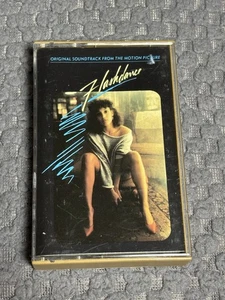 ORIGINAL SOUNDTRACK FROM THE MOTION PICTURE
Flashdance